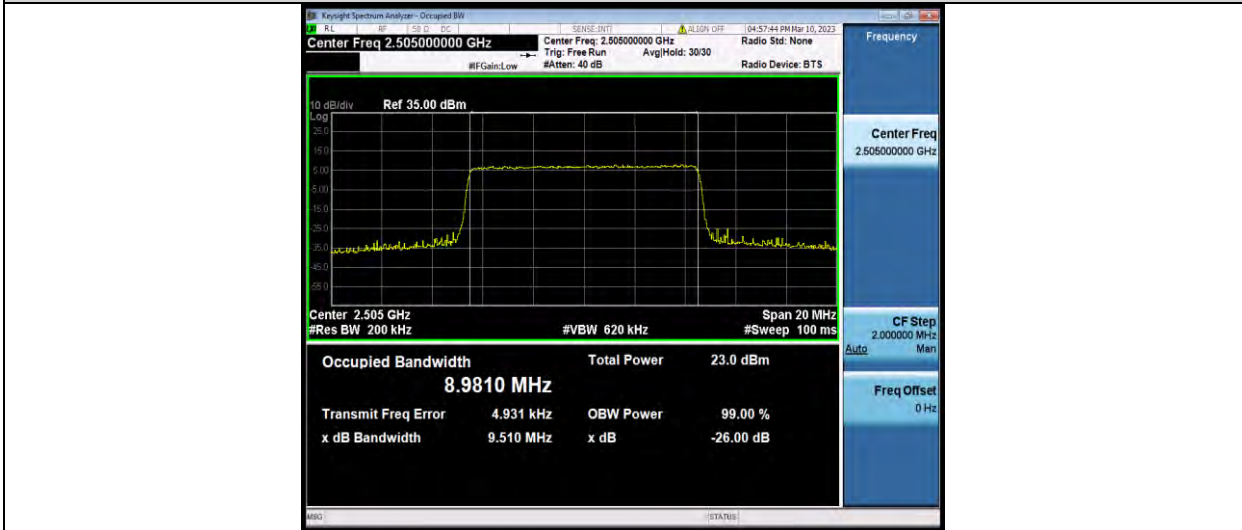 Keysight Spectrum Analyzer - Occupied BW
RL RF 50 Ω DC SENSE:INT ALIGN OFF 04:57:44 PM Mar 10, 2023
Center Freq 2.505000000 GHz
Center Freq: 2.505000000 GHz
Radio Std: None
Trig: Free Run Avg|Hold: 30/30
#IFGain:Low
#Atten: 40 dB
Radio Device: BTS
Frequency
10 dB/div Ref 35.00 dBm
Log
25.0
15.0
5.00
-5.00
-15.0
-25.0
-35.0
-45.0
-55.0
Center Freq
2.505000000 GHz
Center 2.505 GHz
Span 20 MHz
#Res BW 200 kHz
#VBW 620 kHz
#Sweep 100 ms
CF Step
2.000000 MHz
Auto Man
Occupied Bandwidth
Total Power 23.0 dBm
8.9810 MHz
Freq Offset
0 Hz
Transmit Freq Error 4.931 kHz
OBW Power 99.00 %
x dB Bandwidth 9.510 MHz
x dB -26.00 dB
MSG
STATUS